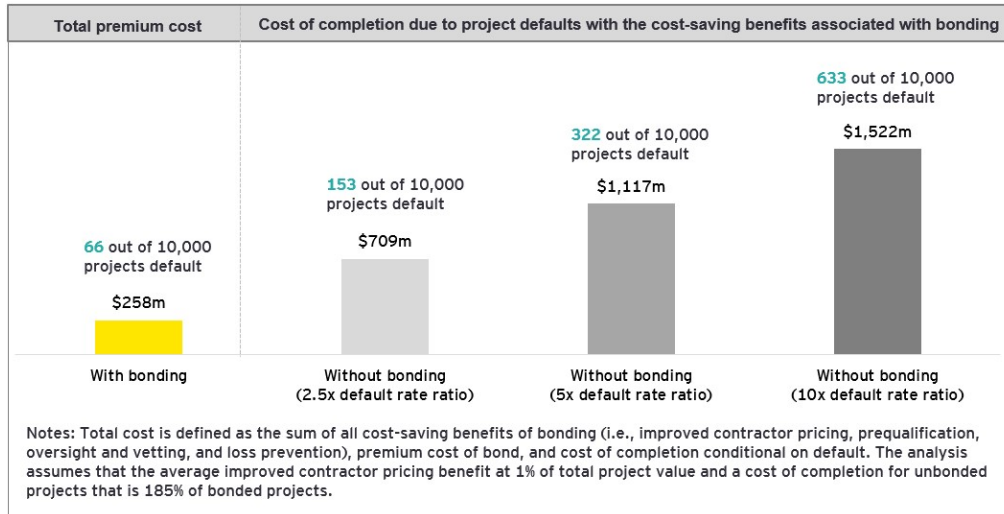 Total premium cost
Cost of completion due to project defaults with the cost-saving benefits associated with bonding
66 out of 10,000
projects default
$258m
With bonding
153 out of 10,000
projects default
$709m
Without bonding
(2.5x default rate ratio)
322 out of 10,000
projects default
$1,117m
Without bonding
(5x default rate ratio)
633 out of 10,000
projects default
$1,522m
Without bonding
(10x default rate ratio)
Notes: Total cost is defined as the sum of all cost-saving benefits of bonding (i.e., improved contractor pricing, prequalification,
oversight and vetting, and loss prevention), premium cost of bond, and cost of completion conditional on default. The analysis
assumes that the average improved contractor pricing benefit at 1% of total project value and a cost of completion for unbonded
projects that is 185% of bonded projects.